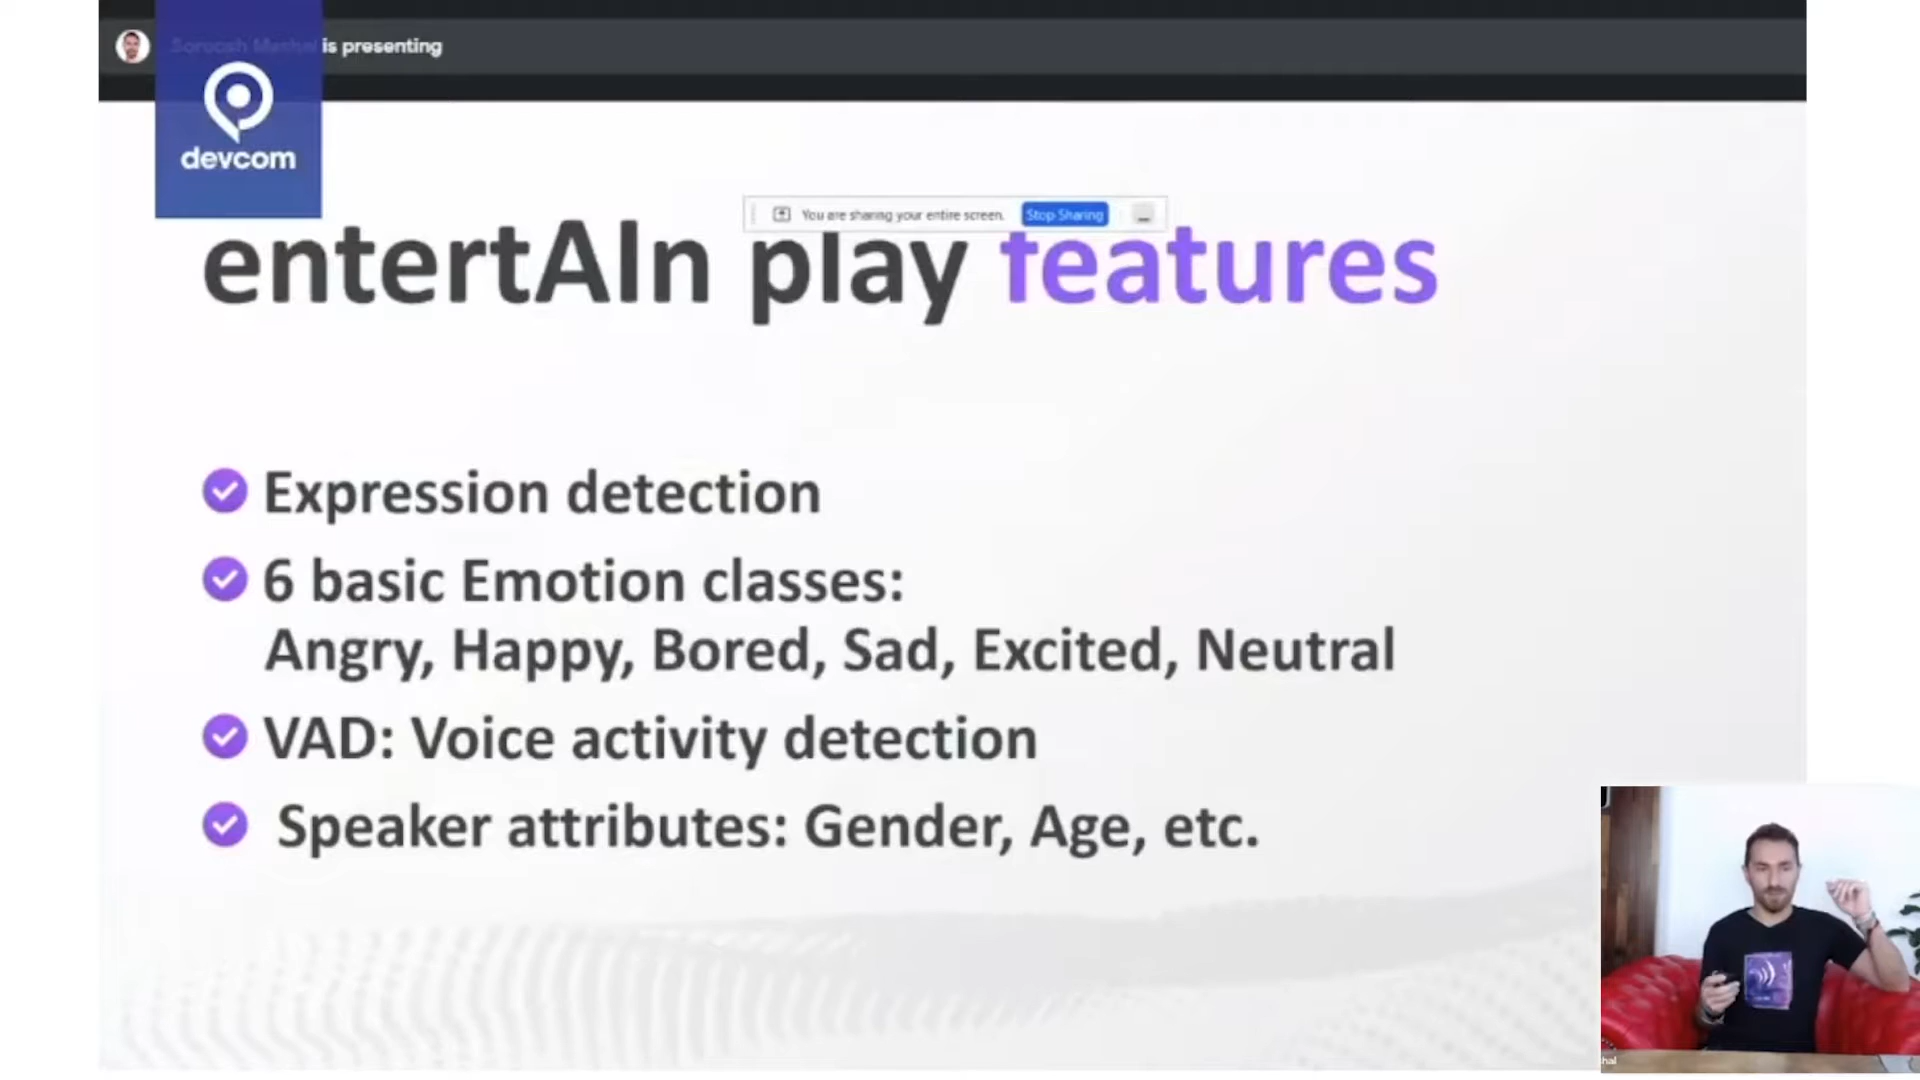 Soroosh Mashal is presenting
devcom
You are sharing your entire screen.
Stop Sharing
entertAIn play features
Expression detection
6 basic Emotion classes:
Angry, Happy, Bored, Sad, Excited, Neutral
VAD: Voice activity detection
Speaker attributes: Gender, Age, etc.